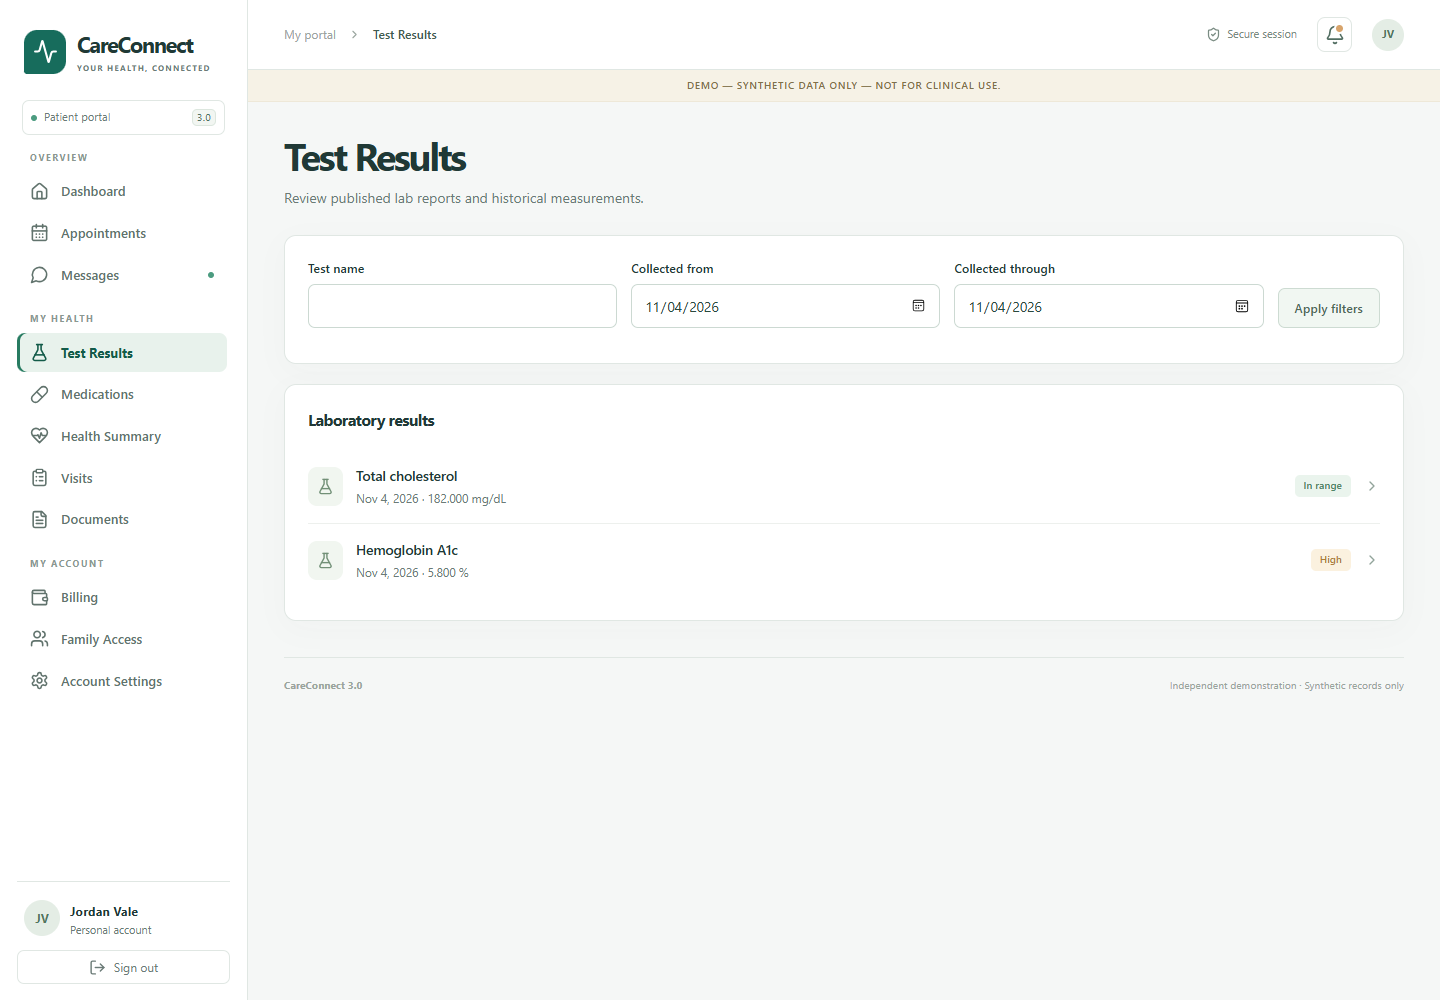 CareConnect
YOUR HEALTH, CONNECTED
Patient portal
3.0
OVERVIEW
Dashboard
Appointments
Messages
MY HEALTH
Test Results
Medications
Health Summary
Visits
Documents
MY ACCOUNT
Billing
Family Access
Account Settings
JV
Jordan Vale
Personal account
Sign out
My portal
Test Results
Secure session
JV
DEMO — SYNTHETIC DATA ONLY — NOT FOR CLINICAL USE.
Test Results
Review published lab reports and historical measurements.
Test name
Collected from
Collected through
11/04/2026
11/04/2026
Apply filters
Laboratory results
Total cholesterol
Nov 4, 2026 · 182.000 mg/dL
In range
Hemoglobin A1c
Nov 4, 2026 · 5.800 %
High
CareConnect 3.0
Independent demonstration · Synthetic records only